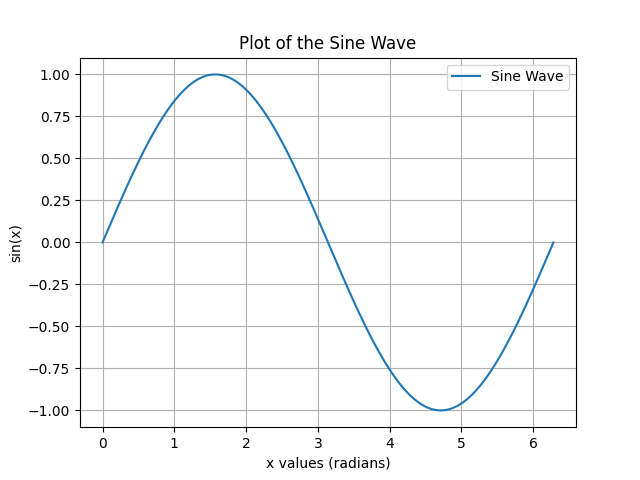 Plot of the Sine Wave
Sine Wave
1.00
0.75
0.50
0.25
0.00
−0.25
−0.50
−0.75
−1.00
sin(x)
0 1 2 3 4 5 6
x values (radians)